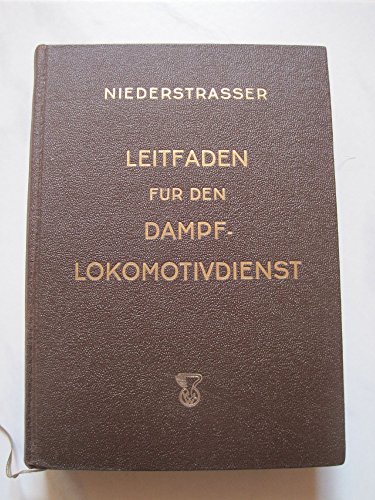 NIEDERSTRASSER
LEITFADEN
FÜR DEN
DAMPF-
LOKOMOTIVDIENST